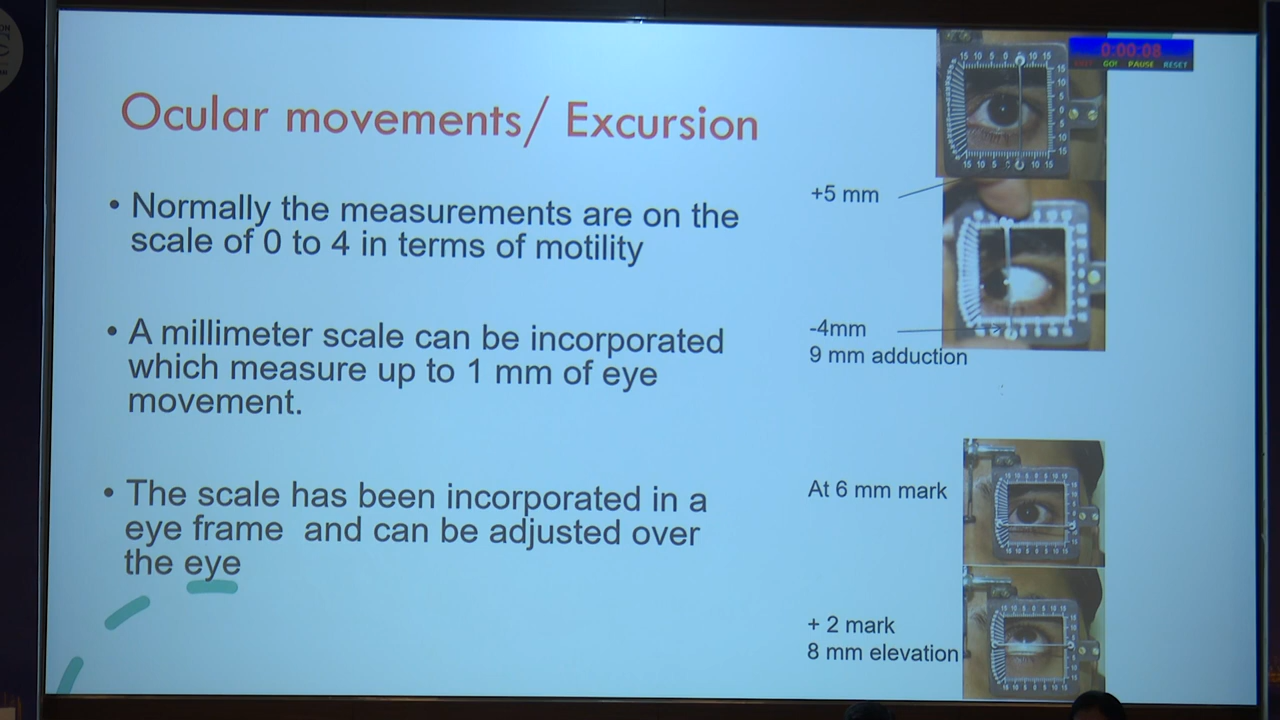 Ocular movements/ Excursion
• Normally the measurements are on the
scale of 0 to 4 in terms of motility
• A millimeter scale can be incorporated
which measure up to 1 mm of eye
movement.
• The scale has been incorporated in a
eye frame and can be adjusted over
the eye
0:00:08
GO! PAUSE RESET
+5 mm
-4mm
9 mm adduction
At 6 mm mark
+ 2 mark
8 mm elevation